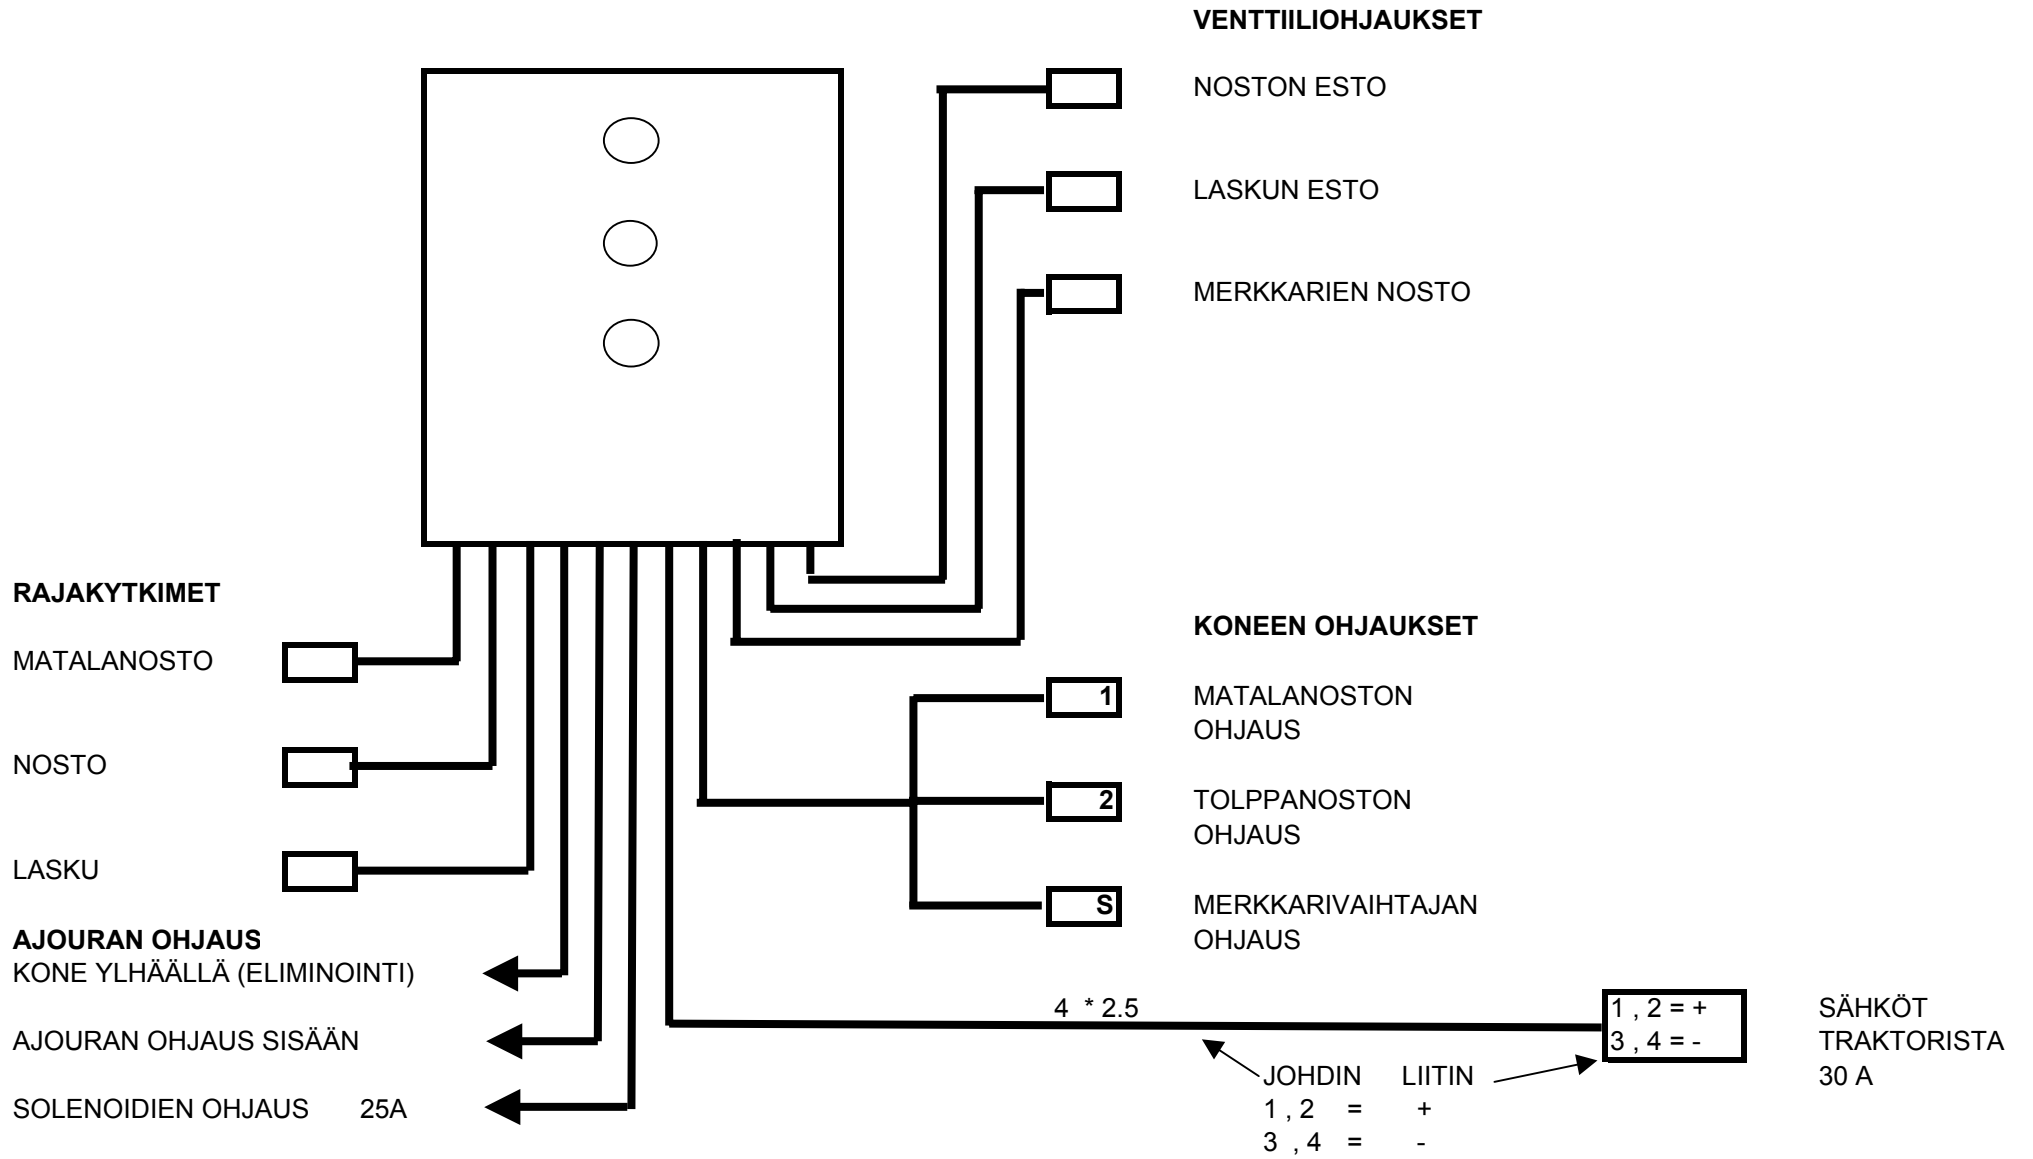 VENTTIILIOHJAUKSET
NOSTON ESTO
LASKUN ESTO
MERKKARIEN NOSTO
RAJAKYTKIMET
MATALANOSTO
NOSTO
LASKU
KONEEN OHJAUKSET
1 MATALANOSTON
OHJAUS
2 TOLPPANOSTON
OHJAUS
S MERKKARIVAIHTAJAN
OHJAUS
AJOURAN OHJAUS
KONE YLHÄÄLLÄ (ELIMINOINTI)
AJOURAN OHJAUS SISÄÄN
SOLENOIDIEN OHJAUS 25A
4 * 2.5
1 , 2 = +
3 , 4 = -
SÄHKÖT
TRAKTORISTA
30 A
JOHDIN LIITIN
1 , 2 = +
3 , 4 = -